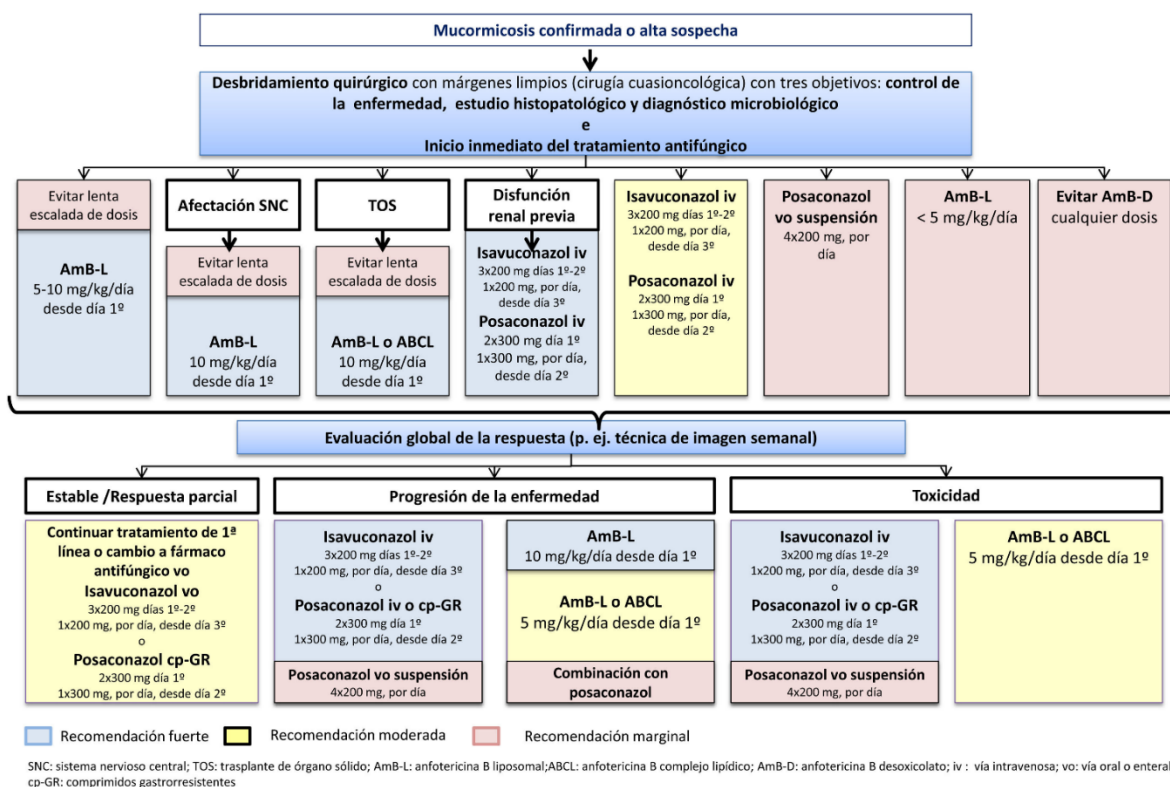 Mucormicosis confirmada o alta sospecha
Desbridamiento quirúrgico con márgenes limpios (cirugía cuasioncológica) con tres objetivos: control de
la enfermedad, estudio histopatológico y diagnóstico microbiológico
e
Inicio inmediato del tratamiento antifúngico
Evitar lenta
escalada de dosis
AmB-L
5-10 mg/kg/día
desde día 1º
Afectación SNC
Evitar lenta
escalada de dosis
AmB-L
10 mg/kg/día
desde día 1º
TOS
Evitar lenta
escalada de dosis
AmB-L o ABCL
10 mg/kg/día
desde día 1º
Disfunción
renal previa
Isavuconazol iv
3x200 mg días 1º-2º
1x200 mg, por día,
desde día 3º
Posaconazol iv
2x300 mg día 1º
1x300 mg, por día,
desde día 2º
Isavuconazol iv
3x200 mg días 1º-2º
1x200 mg, por día,
desde día 3º
Posaconazol iv
2x300 mg día 1º
1x300 mg, por día,
desde día 2º
Posaconazol
vo suspensión
4x200 mg, por
día
AmB-L
< 5 mg/kg/día
Evitar AmB-D
cualquier dosis
Evaluación global de la respuesta (p. ej. técnica de imagen semanal)
Estable /Respuesta parcial
Continuar tratamiento de 1ª
línea o cambio a fármaco
antifúngico vo
Isavuconazol vo
3x200 mg días 1º-2º
1x200 mg, por día, desde día 3º
o
Posaconazol cp-GR
2x300 mg día 1º
1x300 mg, por día, desde día 2º
Progresión de la enfermedad
Isavuconazol iv
3x200 mg días 1º-2º
1x200 mg, por día, desde día 3º
o
Posaconazol iv o cp-GR
2x300 mg día 1º
1x300 mg, por día, desde día 2º
Posaconazol vo suspensión
4x200 mg, por día
AmB-L
10 mg/kg/día desde día 1º
AmB-L o ABCL
5 mg/kg/día desde día 1º
Combinación con
posaconazol
Toxicidad
Isavuconazol iv
3x200 mg días 1º-2º
1x200 mg, por día, desde día 3º
o
Posaconazol iv o cp-GR
2x300 mg día 1º
1x300 mg, por día, desde día 2º
Posaconazol vo suspensión
4x200 mg, por día
AmB-L o ABCL
5 mg/kg/día desde día 1º
Recomendación fuerte
Recomendación moderada
Recomendación marginal
SNC: sistema nervioso central; TOS: trasplante de órgano sólido; AmB-L: anfotericina B liposomal;ABCL: anfotericina B complejo lipídico; AmB-D: anfotericina B desoxicolato; iv : vía intravenosa; vo: vía oral o enteral
cp-GR: comprimidos gastrorresistentes